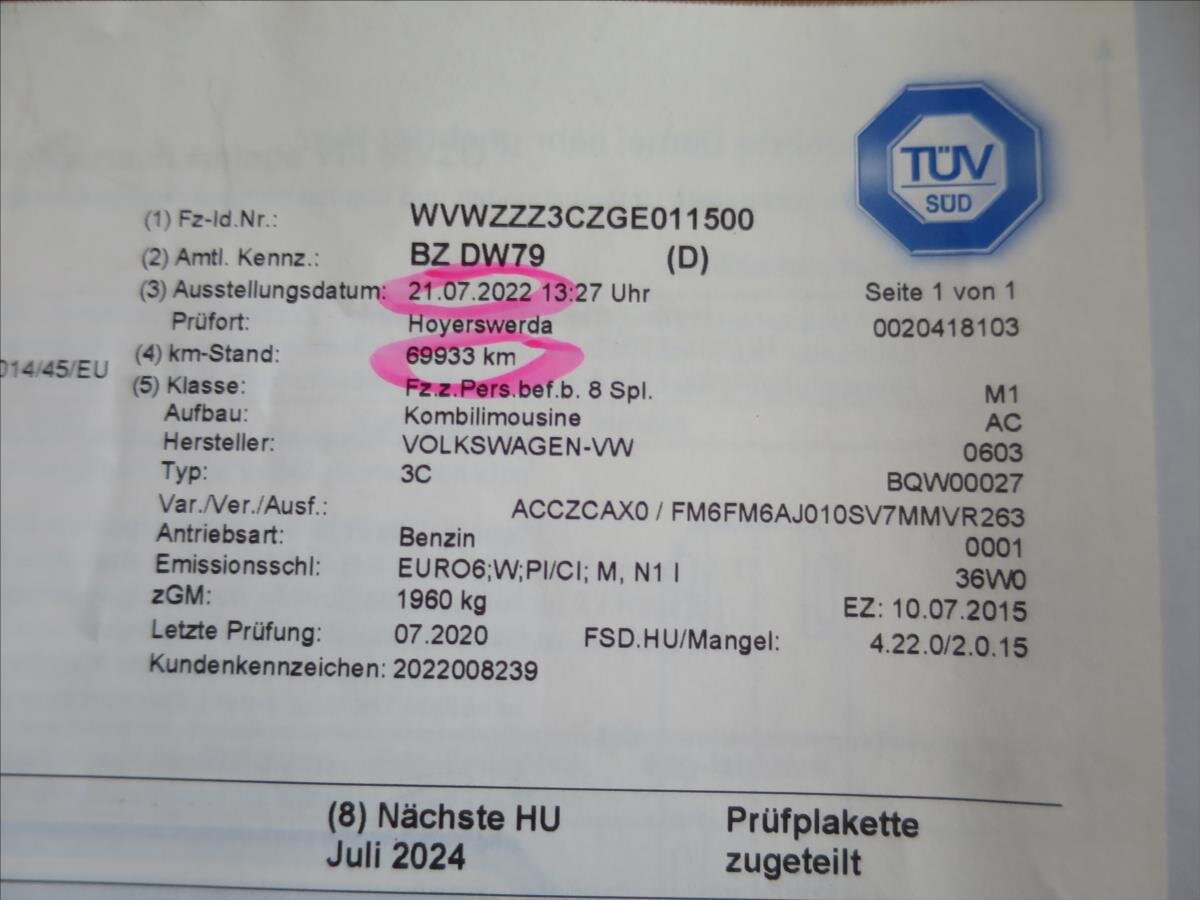 TÜV
SÜD
(1) Fz-Id.Nr.: WVWZZZ3CZGE011500
(2) Amtl. Kennz.: BZ DW79 (D)
(3) Ausstellungsdatum: 21.07.2022 13:27 Uhr Seite 1 von 1
Prüfort: Hoyerswerda 0020418103
014/45/EU (4) km-Stand: 69933 km
(5) Klasse: Fz.z.Pers.bef.b. 8 Spl. M1
Aufbau: Kombilimousine AC
Hersteller: VOLKSWAGEN-VW 0603
Typ: 3C BQW00027
Var./Ver./Ausf.: ACCZCAX0 / FM6FM6AJ010SV7MMVR263
Antriebsart: Benzin 0001
Emissionsschl: EURO6;W;PI/CI; M, N1 I 36W0
zGM: 1960 kg EZ: 10.07.2015
Letzte Prüfung: 07.2020 FSD.HU/Mangel: 4.22.0/2.0.15
Kundenkennzeichen: 2022008239
(8) Nächste HU Prüfplakette
Juli 2024 zugeteilt